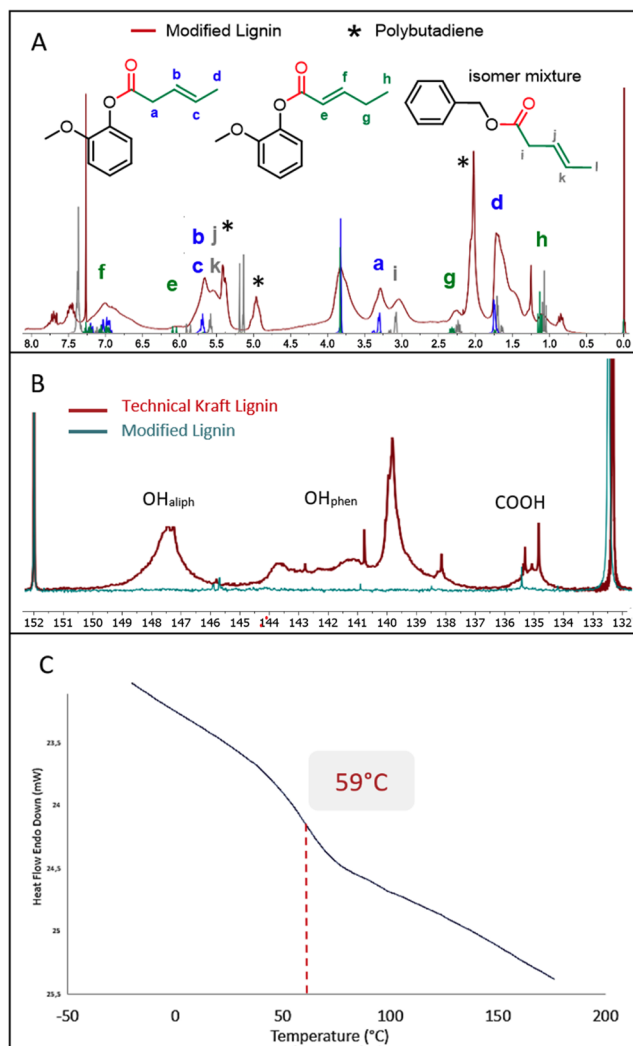 A
Modified Lignin
* Polybutadiene
O
b
d
O
a
c
O
O
f
h
O
e
g
O
isomer mixture
O
O
j
i
k
l
*
d
b
j
*
h
c
k
a
i
f
e
*
g
8.0 7.5 7.0 6.5 6.0 5.5 5.0 4.5 4.0 3.5 3.0 2.5 2.0 1.5 1.0 0.5 0.0
B
Technical Kraft Lignin
Modified Lignin
OHaliph
OHphen
COOH
152 151 150 149 148 147 146 145 144 143 142 141 140 139 138 137 136 135 134 133 132
C
23,5
59°C
24
24,5
25
25,5
Heat Flow Endo Down (mW)
-50 0 50 100 150 200
Temperature (°C)